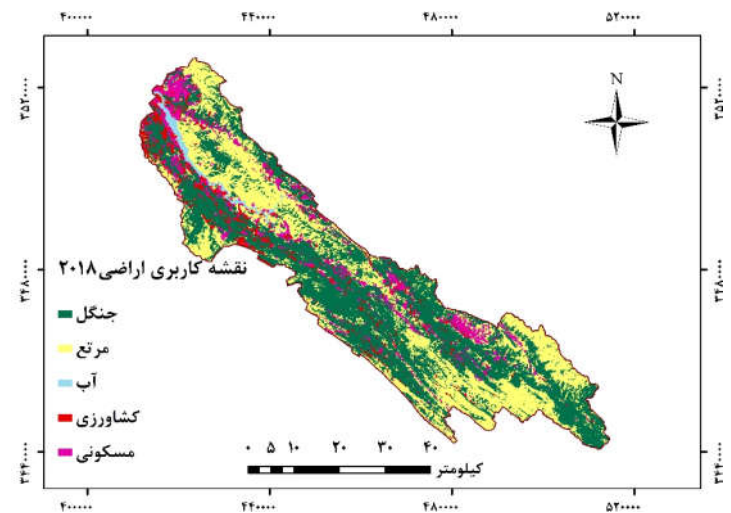 ۴۰۰۰۰۰ ۴۴۰۰۰۰ ۴۸۰۰۰۰ ۵۲۰۰۰۰
۳۵۲۰۰۰۰ ۳۵۲۰۰۰۰
N
نقشه کاربری اراضی۲۰۱۸
۳۴۸۰۰۰۰ ۳۴۸۰۰۰۰
جنگل
مرتع
آب
کشاورزی
مسکونی
۰ ۵ ۱۰ ۲۰ ۳۰ ۴۰
کیلومتر
۳۴۴۰۰۰۰ ۳۴۴۰۰۰۰
۴۰۰۰۰۰ ۴۴۰۰۰۰ ۴۸۰۰۰۰ ۵۲۰۰۰۰